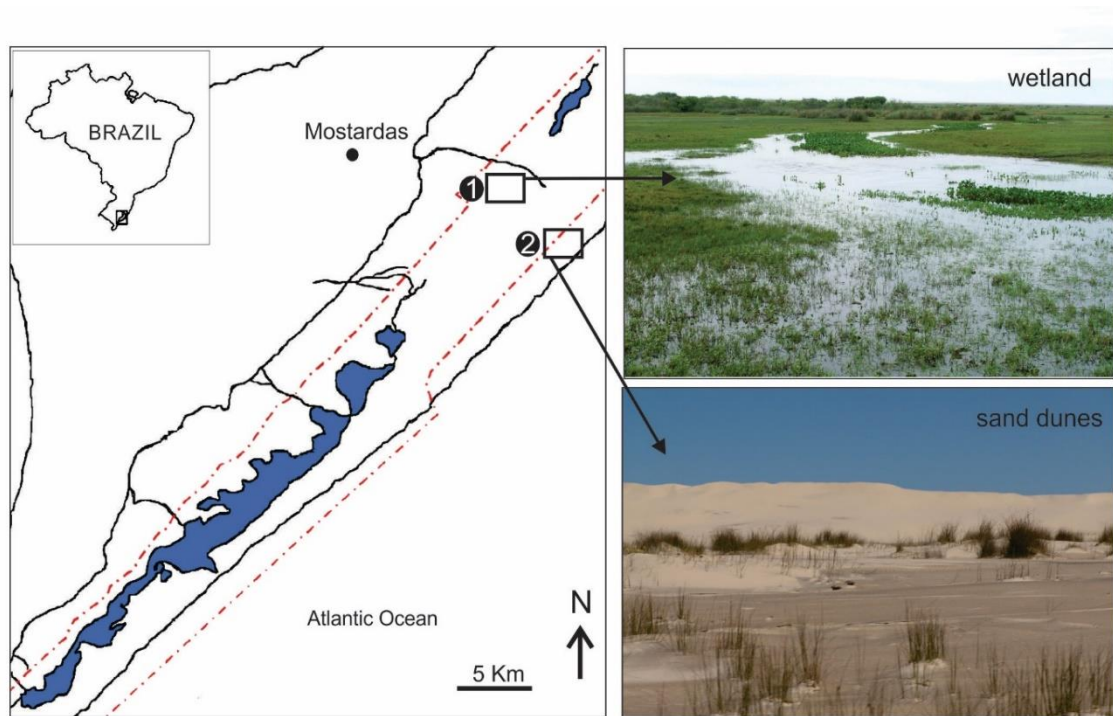 BRAZIL
Mostardas
1
2
Atlantic Ocean
5 Km
N
wetland
sand dunes